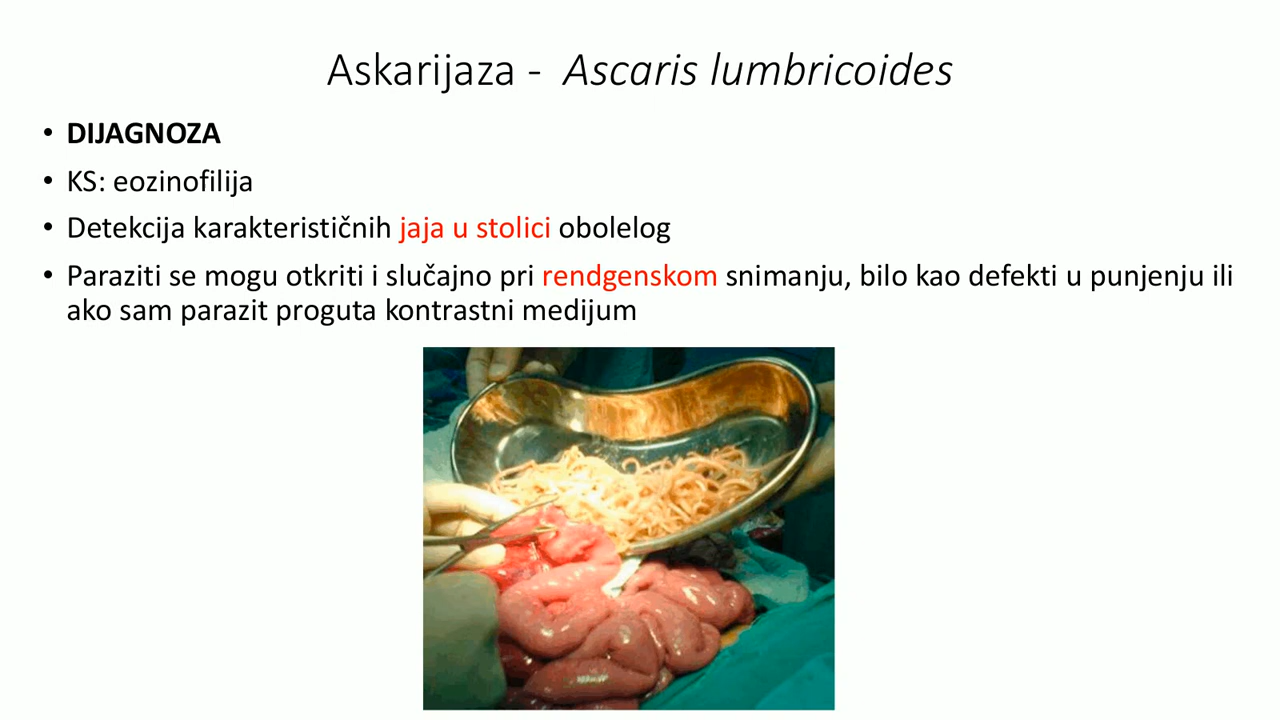 Askarijaza - Ascaris lumbricoides
• DIJAGNOZA
• KS: eozinofilija
• Detekcija karakterističnih jaja u stolici obolelog
• Paraziti se mogu otkriti i slučajno pri rendgenskom snimanju, bilo kao defekti u punjenju ili
ako sam parazit proguta kontrastni medijum